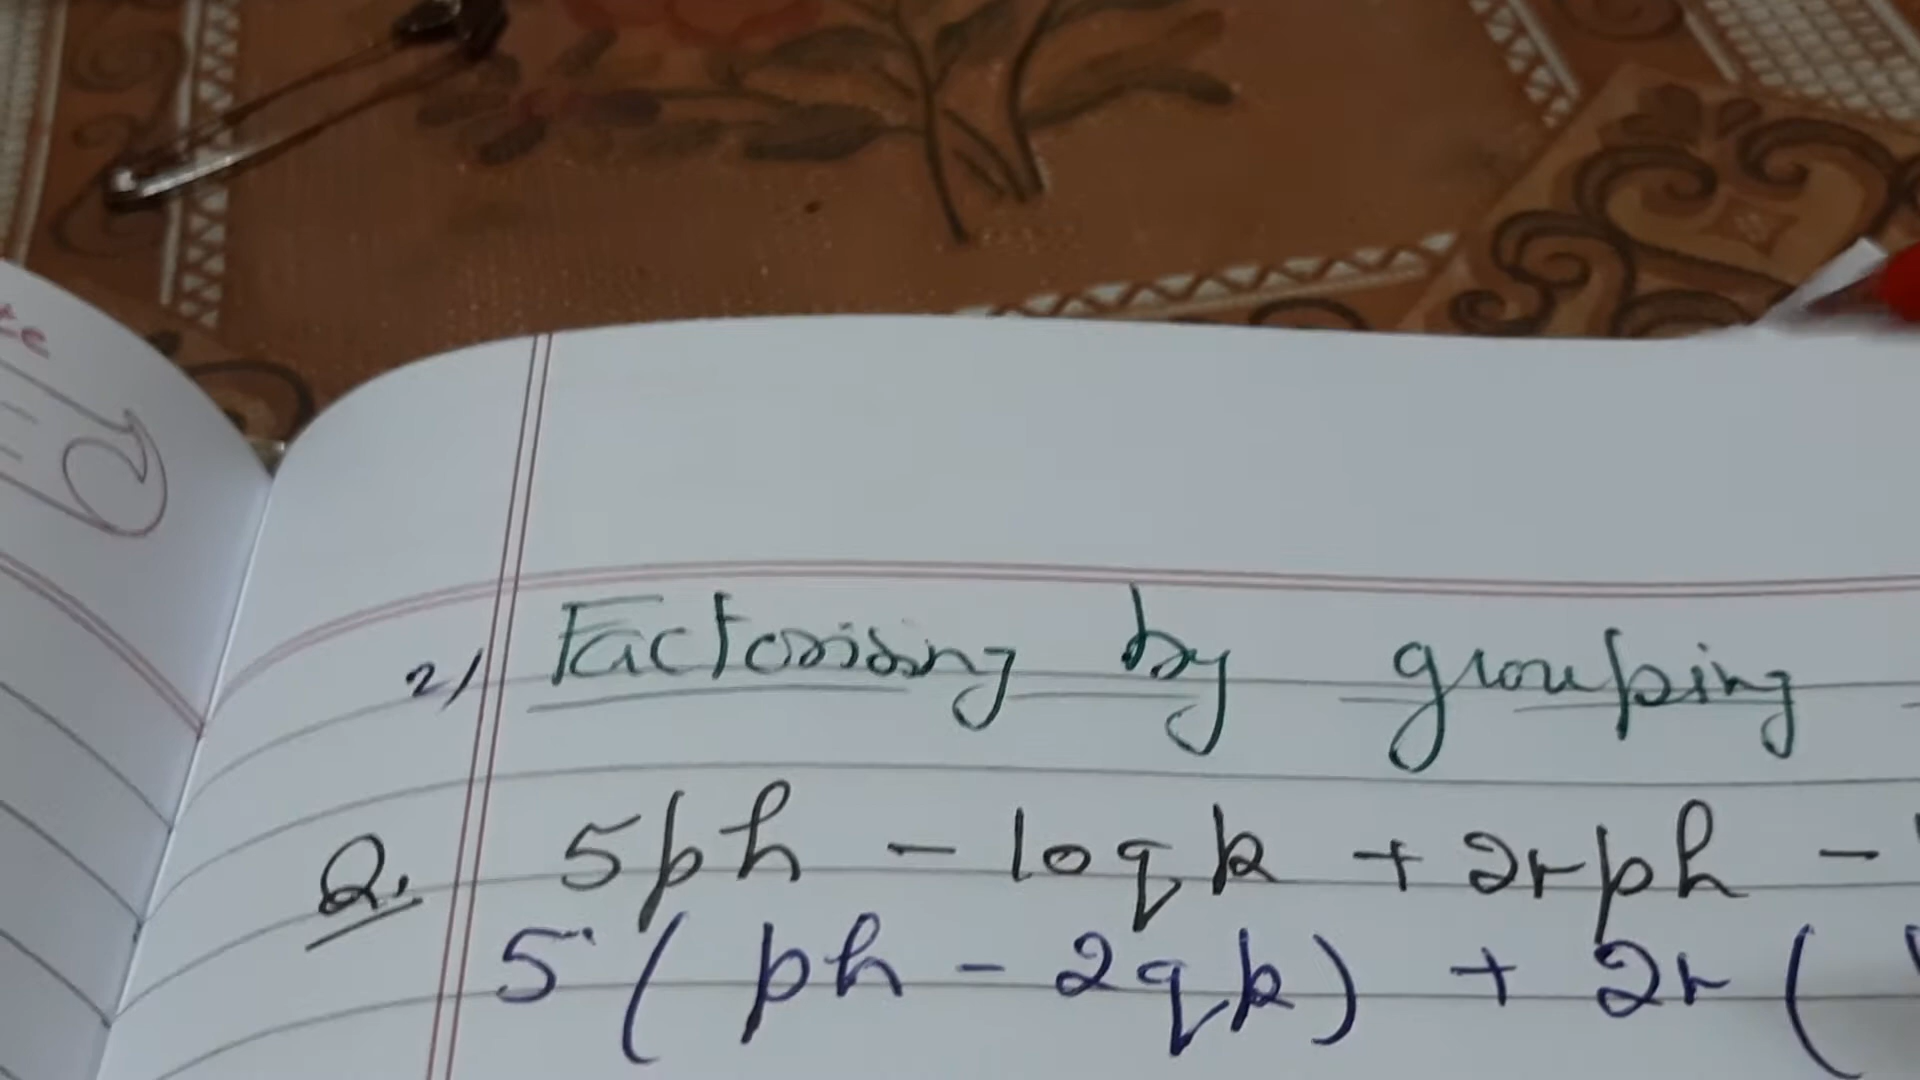 2) Factorising by grouping
Q. 5ph - 10qk + 2rph -
5(ph - 2qk) + 2r(